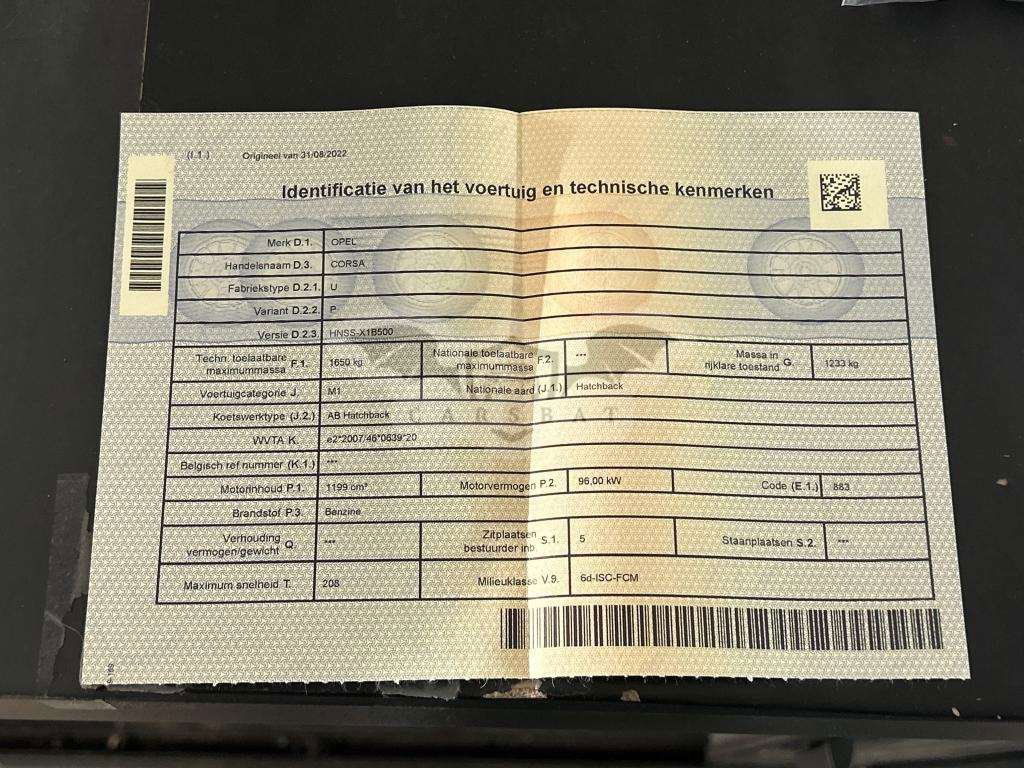 (I.1.) Origineel van 31/08/2022
Identificatie van het voertuig en technische kenmerken
Merk D.1. OPEL
Handelsnaam D.3. CORSA
Fabriekstype D.2.1. U
Variant D.2.2. P
Versie D.2.3. HNSS-X1B500
Techn. toelaatbare maximummassa F.1. 1650 kg Nationale toelaatbare maximummassa F.2. --- Massa in rijklare toestand G. 1233 kg
Voertuigcategorie J. M1 Nationale aard (J.1.) Hatchback
Koetswerktype (J.2.) AB Hatchback
CARSBAT
WVTA K. e2*2007/46*0639*20
Belgisch ref nummer (K.1.) ---
Motorinhoud P.1. 1199 cm³ Motorvermogen P.2. 96,00 kW Code (E.1.) 883
Brandstof P.3. Benzine
Verhouding vermogen/gewicht Q. --- Zitplaatsen bestuurder inb. S.1. 5 Staanplaatsen S.2. ---
Maximum snelheid T. 208 Milieuklasse V.9. 6d-ISC-FCM